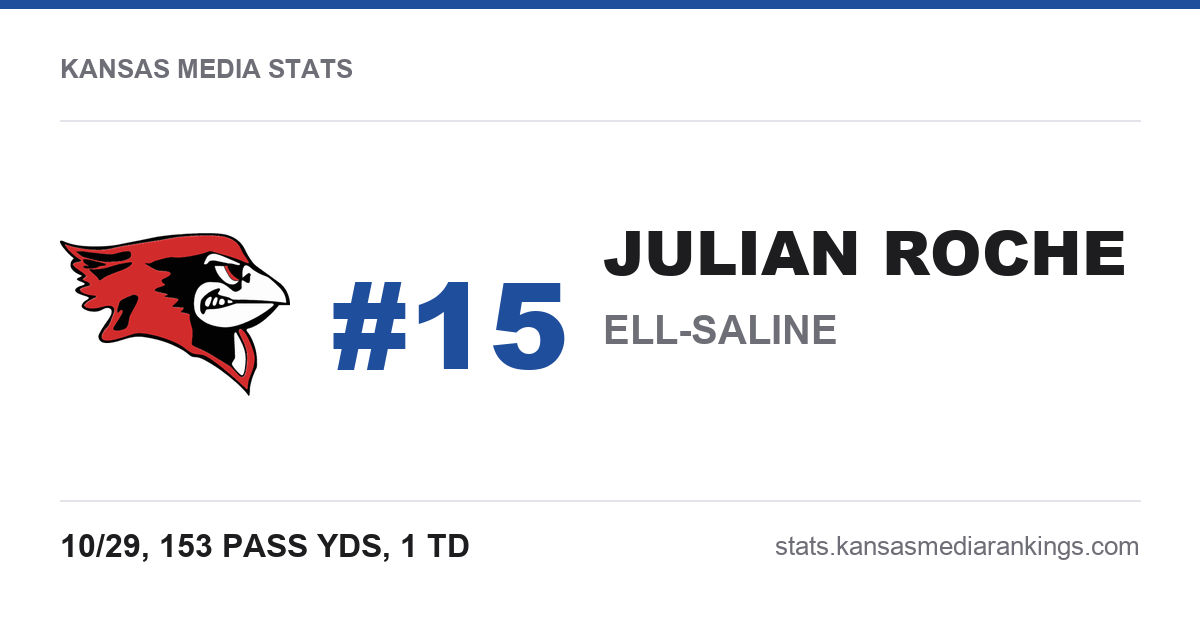 KANSAS MEDIA STATS
#15
JULIAN ROCHE
ELL-SALINE
10/29, 153 PASS YDS, 1 TD
stats.kansasmediarankings.com